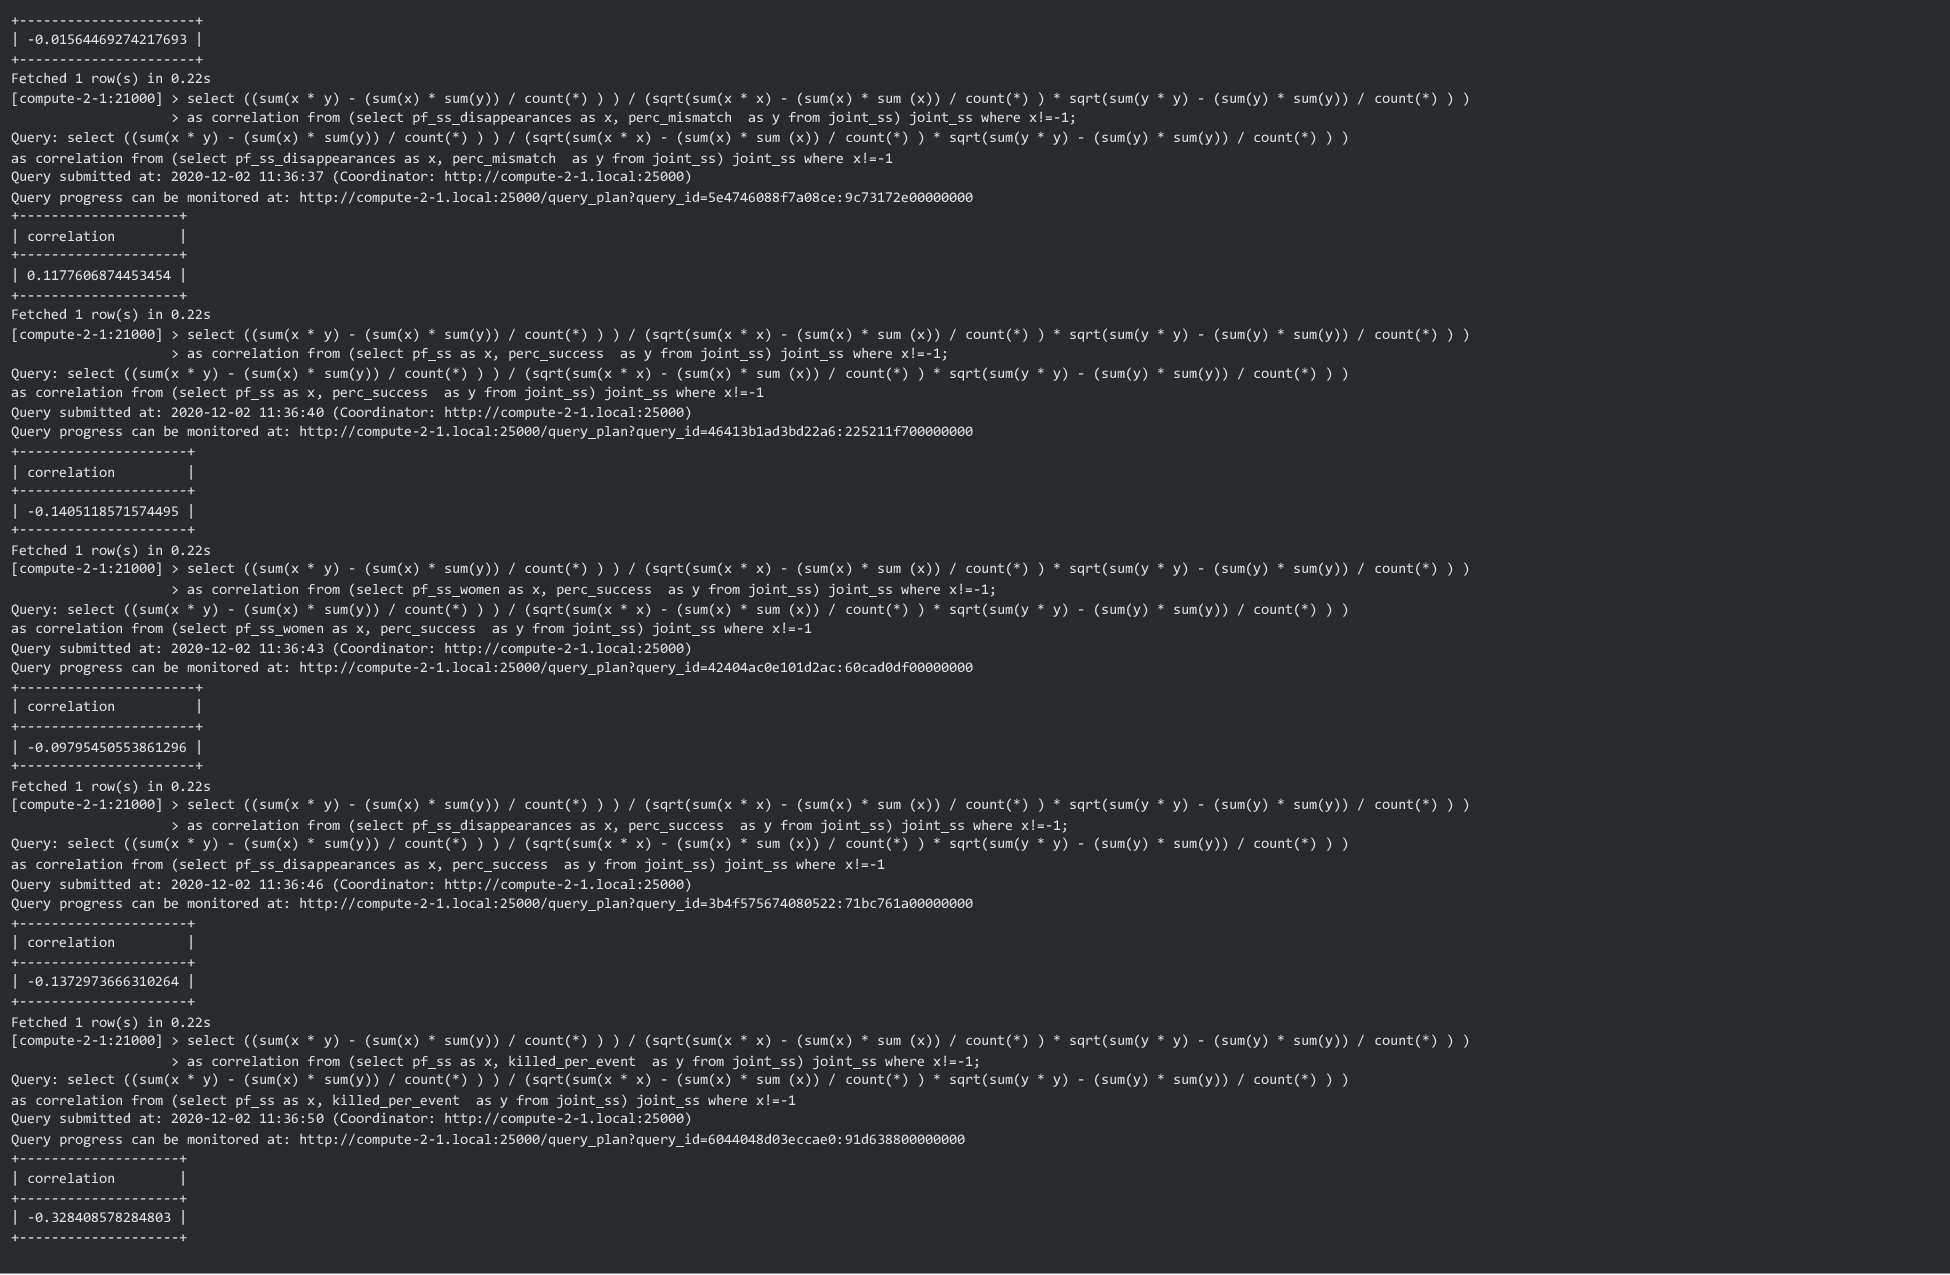 +----------------------+
| -0.01564469274217693 |
+----------------------+
Fetched 1 row(s) in 0.22s
[compute-2-1:21000] > select ((sum(x * y) - (sum(x) * sum(y)) / count(*) ) ) / (sqrt(sum(x * x) - (sum(x) * sum (x)) / count(*) ) * sqrt(sum(y * y) - (sum(y) * sum(y)) / count(*) ) )
                    > as correlation from (select pf_ss_disappearances as x, perc_mismatch  as y from joint_ss) joint_ss where x!=-1;
Query: select ((sum(x * y) - (sum(x) * sum(y)) / count(*) ) ) / (sqrt(sum(x * x) - (sum(x) * sum (x)) / count(*) ) * sqrt(sum(y * y) - (sum(y) * sum(y)) / count(*) ) )
as correlation from (select pf_ss_disappearances as x, perc_mismatch  as y from joint_ss) joint_ss where x!=-1
Query submitted at: 2020-12-02 11:36:37 (Coordinator: http://compute-2-1.local:25000)
Query progress can be monitored at: http://compute-2-1.local:25000/query_plan?query_id=5e4746088f7a08ce:9c73172e00000000
+--------------------+
| correlation        |
+--------------------+
| 0.1177606874453454 |
+--------------------+
Fetched 1 row(s) in 0.22s
[compute-2-1:21000] > select ((sum(x * y) - (sum(x) * sum(y)) / count(*) ) ) / (sqrt(sum(x * x) - (sum(x) * sum (x)) / count(*) ) * sqrt(sum(y * y) - (sum(y) * sum(y)) / count(*) ) )
                    > as correlation from (select pf_ss as x, perc_success  as y from joint_ss) joint_ss where x!=-1;
Query: select ((sum(x * y) - (sum(x) * sum(y)) / count(*) ) ) / (sqrt(sum(x * x) - (sum(x) * sum (x)) / count(*) ) * sqrt(sum(y * y) - (sum(y) * sum(y)) / count(*) ) )
as correlation from (select pf_ss as x, perc_success  as y from joint_ss) joint_ss where x!=-1
Query submitted at: 2020-12-02 11:36:40 (Coordinator: http://compute-2-1.local:25000)
Query progress can be monitored at: http://compute-2-1.local:25000/query_plan?query_id=46413b1ad3bd22a6:225211f700000000
+---------------------+
| correlation         |
+---------------------+
| -0.1405118571574495 |
+---------------------+
Fetched 1 row(s) in 0.22s
[compute-2-1:21000] > select ((sum(x * y) - (sum(x) * sum(y)) / count(*) ) ) / (sqrt(sum(x * x) - (sum(x) * sum (x)) / count(*) ) * sqrt(sum(y * y) - (sum(y) * sum(y)) / count(*) ) )
                    > as correlation from (select pf_ss_women as x, perc_success  as y from joint_ss) joint_ss where x!=-1;
Query: select ((sum(x * y) - (sum(x) * sum(y)) / count(*) ) ) / (sqrt(sum(x * x) - (sum(x) * sum (x)) / count(*) ) * sqrt(sum(y * y) - (sum(y) * sum(y)) / count(*) ) )
as correlation from (select pf_ss_women as x, perc_success  as y from joint_ss) joint_ss where x!=-1
Query submitted at: 2020-12-02 11:36:43 (Coordinator: http://compute-2-1.local:25000)
Query progress can be monitored at: http://compute-2-1.local:25000/query_plan?query_id=42404ac0e101d2ac:60cad0df00000000
+----------------------+
| correlation          |
+----------------------+
| -0.09795450553861296 |
+----------------------+
Fetched 1 row(s) in 0.22s
[compute-2-1:21000] > select ((sum(x * y) - (sum(x) * sum(y)) / count(*) ) ) / (sqrt(sum(x * x) - (sum(x) * sum (x)) / count(*) ) * sqrt(sum(y * y) - (sum(y) * sum(y)) / count(*) ) )
                    > as correlation from (select pf_ss_disappearances as x, perc_success  as y from joint_ss) joint_ss where x!=-1;
Query: select ((sum(x * y) - (sum(x) * sum(y)) / count(*) ) ) / (sqrt(sum(x * x) - (sum(x) * sum (x)) / count(*) ) * sqrt(sum(y * y) - (sum(y) * sum(y)) / count(*) ) )
as correlation from (select pf_ss_disappearances as x, perc_success  as y from joint_ss) joint_ss where x!=-1
Query submitted at: 2020-12-02 11:36:46 (Coordinator: http://compute-2-1.local:25000)
Query progress can be monitored at: http://compute-2-1.local:25000/query_plan?query_id=3b4f575674080522:71bc761a00000000
+---------------------+
| correlation         |
+---------------------+
| -0.1372973666310264 |
+---------------------+
Fetched 1 row(s) in 0.22s
[compute-2-1:21000] > select ((sum(x * y) - (sum(x) * sum(y)) / count(*) ) ) / (sqrt(sum(x * x) - (sum(x) * sum (x)) / count(*) ) * sqrt(sum(y * y) - (sum(y) * sum(y)) / count(*) ) )
                    > as correlation from (select pf_ss as x, killed_per_event  as y from joint_ss) joint_ss where x!=-1;
Query: select ((sum(x * y) - (sum(x) * sum(y)) / count(*) ) ) / (sqrt(sum(x * x) - (sum(x) * sum (x)) / count(*) ) * sqrt(sum(y * y) - (sum(y) * sum(y)) / count(*) ) )
as correlation from (select pf_ss as x, killed_per_event  as y from joint_ss) joint_ss where x!=-1
Query submitted at: 2020-12-02 11:36:50 (Coordinator: http://compute-2-1.local:25000)
Query progress can be monitored at: http://compute-2-1.local:25000/query_plan?query_id=6044048d03eccae0:91d638800000000
+--------------------+
| correlation        |
+--------------------+
| -0.328408578284803 |
+--------------------+